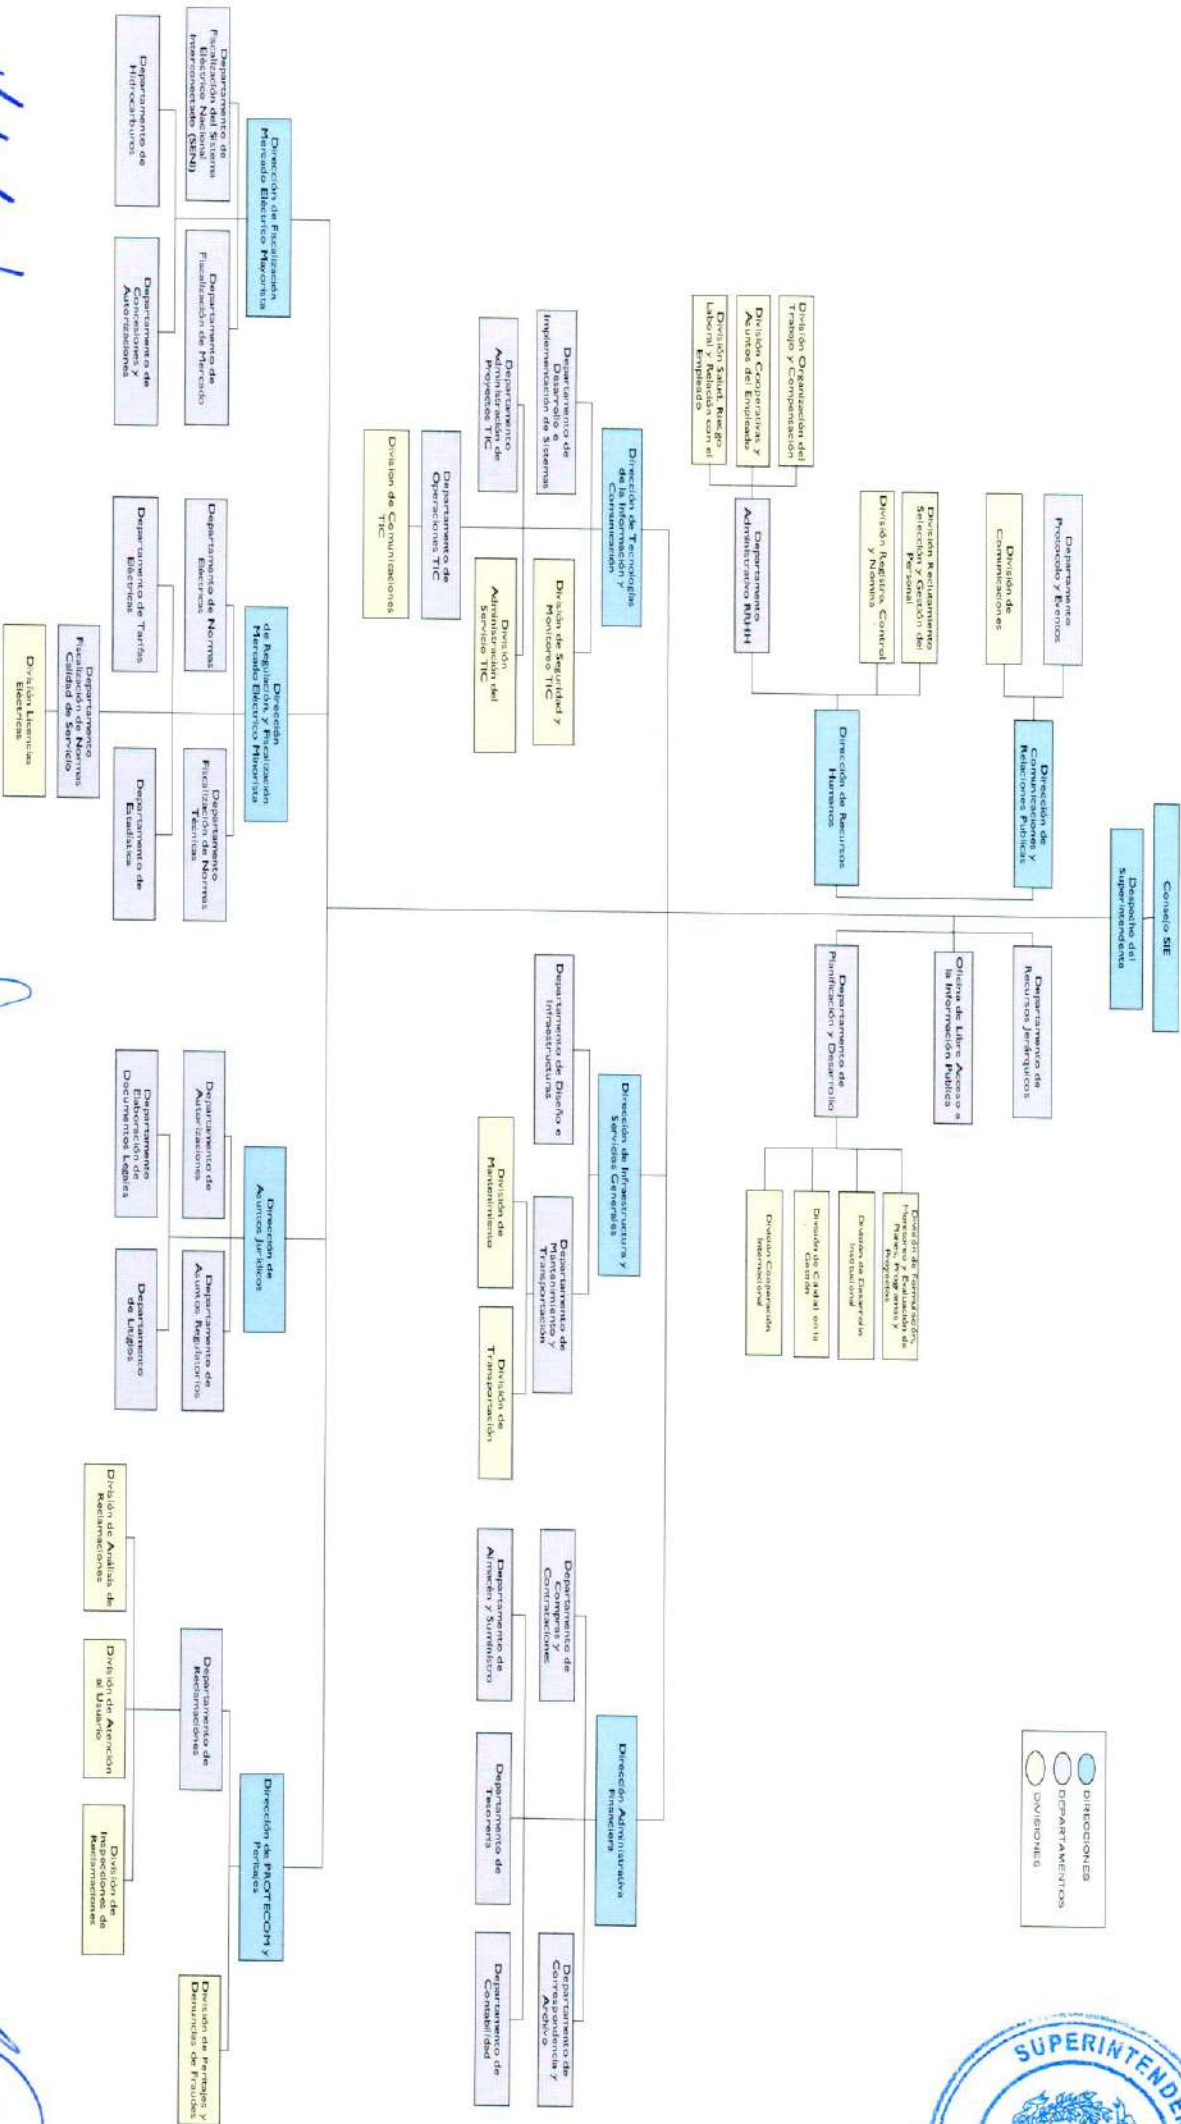 Consejo SIE
Despacho del
Superintendente
Dirección de
Comunicaciones y
Relaciones Publicas
Departamento
Protocolo y Eventos
División de
Comunicaciones
Departamento de
Recursos Jerárquicos
Oficina de Libre Acceso a
la Información Publica
Dirección de Recursos
Humanos
División Reclutamiento
Selección y Gestión del
Personal
División Registro, Control
y Nómina
Departamento
Administrativo RRHH
División Organización del
Trabajo y Compensación
División Cooperativas y
Asuntos del Empleado
División Salud, Riesgo
Laboral y Relación con el
Empleado
Departamento de
Planificación y Desarrollo
División de Formulación,
Monitoreo y Evaluación de
Planes, Programas y
Proyectos
División de Desarrollo
Institucional
División de Calidad en la
Gestión
División Cooperación
Internacional
DIRECCIONES
DEPARTAMENTOS
DIVISIONES
Dirección de Tecnologías
de la Información y
Comunicación
Departamento de
Desarrollo e
Implementación de Sistemas
División de Seguridad y
Monitoreo TIC
Departamento
Administración de
Proyectos TIC
División
Administración del
Servicio TIC
Departamento de
Operaciones TIC
Division de Comunicaciones
TIC
Dirección de Infraestructura y
Servicios Generales
Departamento de Diseño e
Infraestructuras
Departamento de
Mantenimiento y
Transportación
División de
Mantenimiento
División de
Transportación
Dirección Administrativa
Financiera
Departamento de
Compras y
Contrataciones
Departamento de
Correspondencia y
Archivo
Departamento de
Almacén y Suministro
Departamento de
Tesorería
Departamento de
Contabilidad
Dirección de Fiscalización
Mercado Eléctrico Mayorista
Departamento de
Fiscalización del Sistema
Eléctrico Nacional
Interconectado (SENI)
Departamento de
Fiscalización de Mercado
Departamento de
Hidrocarburos
Departamento de
Concesiones y
Autorizaciones
Dirección
de Regulación, y Fiscalización
Mercado Eléctrico Minorista
Departamento de Normas
Eléctricas
Departamento
Fiscalización de Normas
Técnicas
Departamento de Tarifas
Eléctricas
Departamento de
Estadística
Departamento
Fiscalización de Normas
Calidad de Servicio
División Licencias
Eléctricas
Dirección de
Asuntos Jurídicos
Departamento de
Autorizaciones
Departamento de
Asuntos Regulatorios
Departamento
Elaboración de
Documentos Legales
Departamento
de Litigios
Dirección de PROTECOM y
Peritajes
Departamento de
Reclamaciones
División de Peritajes y
Denuncias de Fraudes
División de Análisis de
Reclamaciones
División de Atención
al Usuario
División de
Inspecciones de
Reclamaciones
SUPERINTENDE